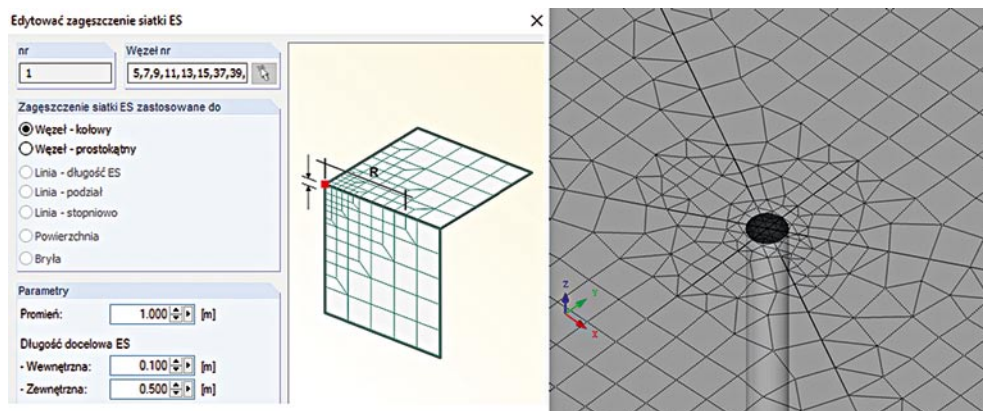 Edytować zagęszczenie siatki ES
nr
Węzeł nr
1
5,7,9,11,13,15,37,39,
Zagęszczenie siatki ES zastosowane do
Węzeł - kołowy
Węzeł - prostokątny
Linia - długość ES
Linia - podział
Linia - stopniowo
Powierzchnia
Bryła
Parametry
Promień: 1.000 [m]
Długość docelowa ES
- Wewnętrzna: 0.100 [m]
- Zewnętrzna: 0.500 [m]
R
Z
Y
X